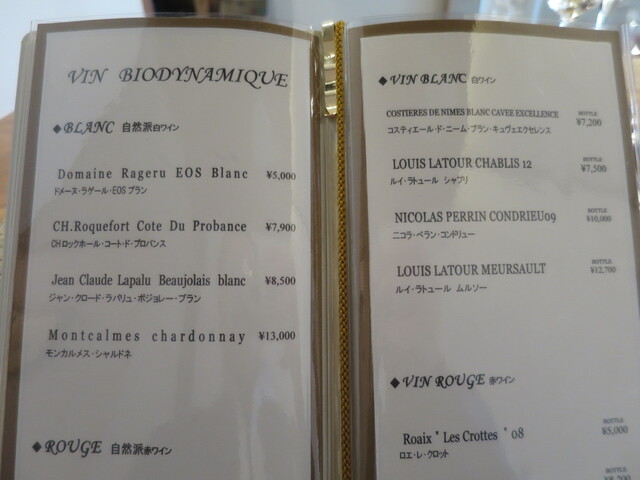 VIN BIODYNAMIQUE
◆BLANC 自然派白ワイン
Domaine Rageru EOS Blanc ¥5,000
ドメーヌ・ラゲール・EOS ブラン
CH.Roquefort Cote Du Probance ¥7,900
CHロックホール・コート・ド・プロバンス
Jean Claude Lapalu Beaujolais blanc ¥8,500
ジャン・クロード・ラパリュ・ボジョレー・ブラン
Montcalmes chardonnay ¥13,000
モンカルメス・シャルドネ
◆ROUGE 自然派赤ワイン
◆VIN BLANC 白ワイン
COSTIERES DE NIMES BLANC CAVEE EXCELLENCE BOTTLE ¥7,200
コスティエール・ド・ニーム・ブラン・キュヴェエクセレンス
LOUIS LATOUR CHABLIS 12 BOTTLE ¥7,500
ルイ・ラトュール シャブリ
NICOLAS PERRIN CONDRIEU09 BOTTLE ¥10,000
ニコラ・ペラン・コンドリュー
LOUIS LATOUR MEURSAULT BOTTLE ¥12,700
ルイ・ラトュール ムルソー
◆VIN ROUGE 赤ワイン
Roaix " Les Crottes " 08 BOTTLE ¥5,000
ロエ・レ・クロット